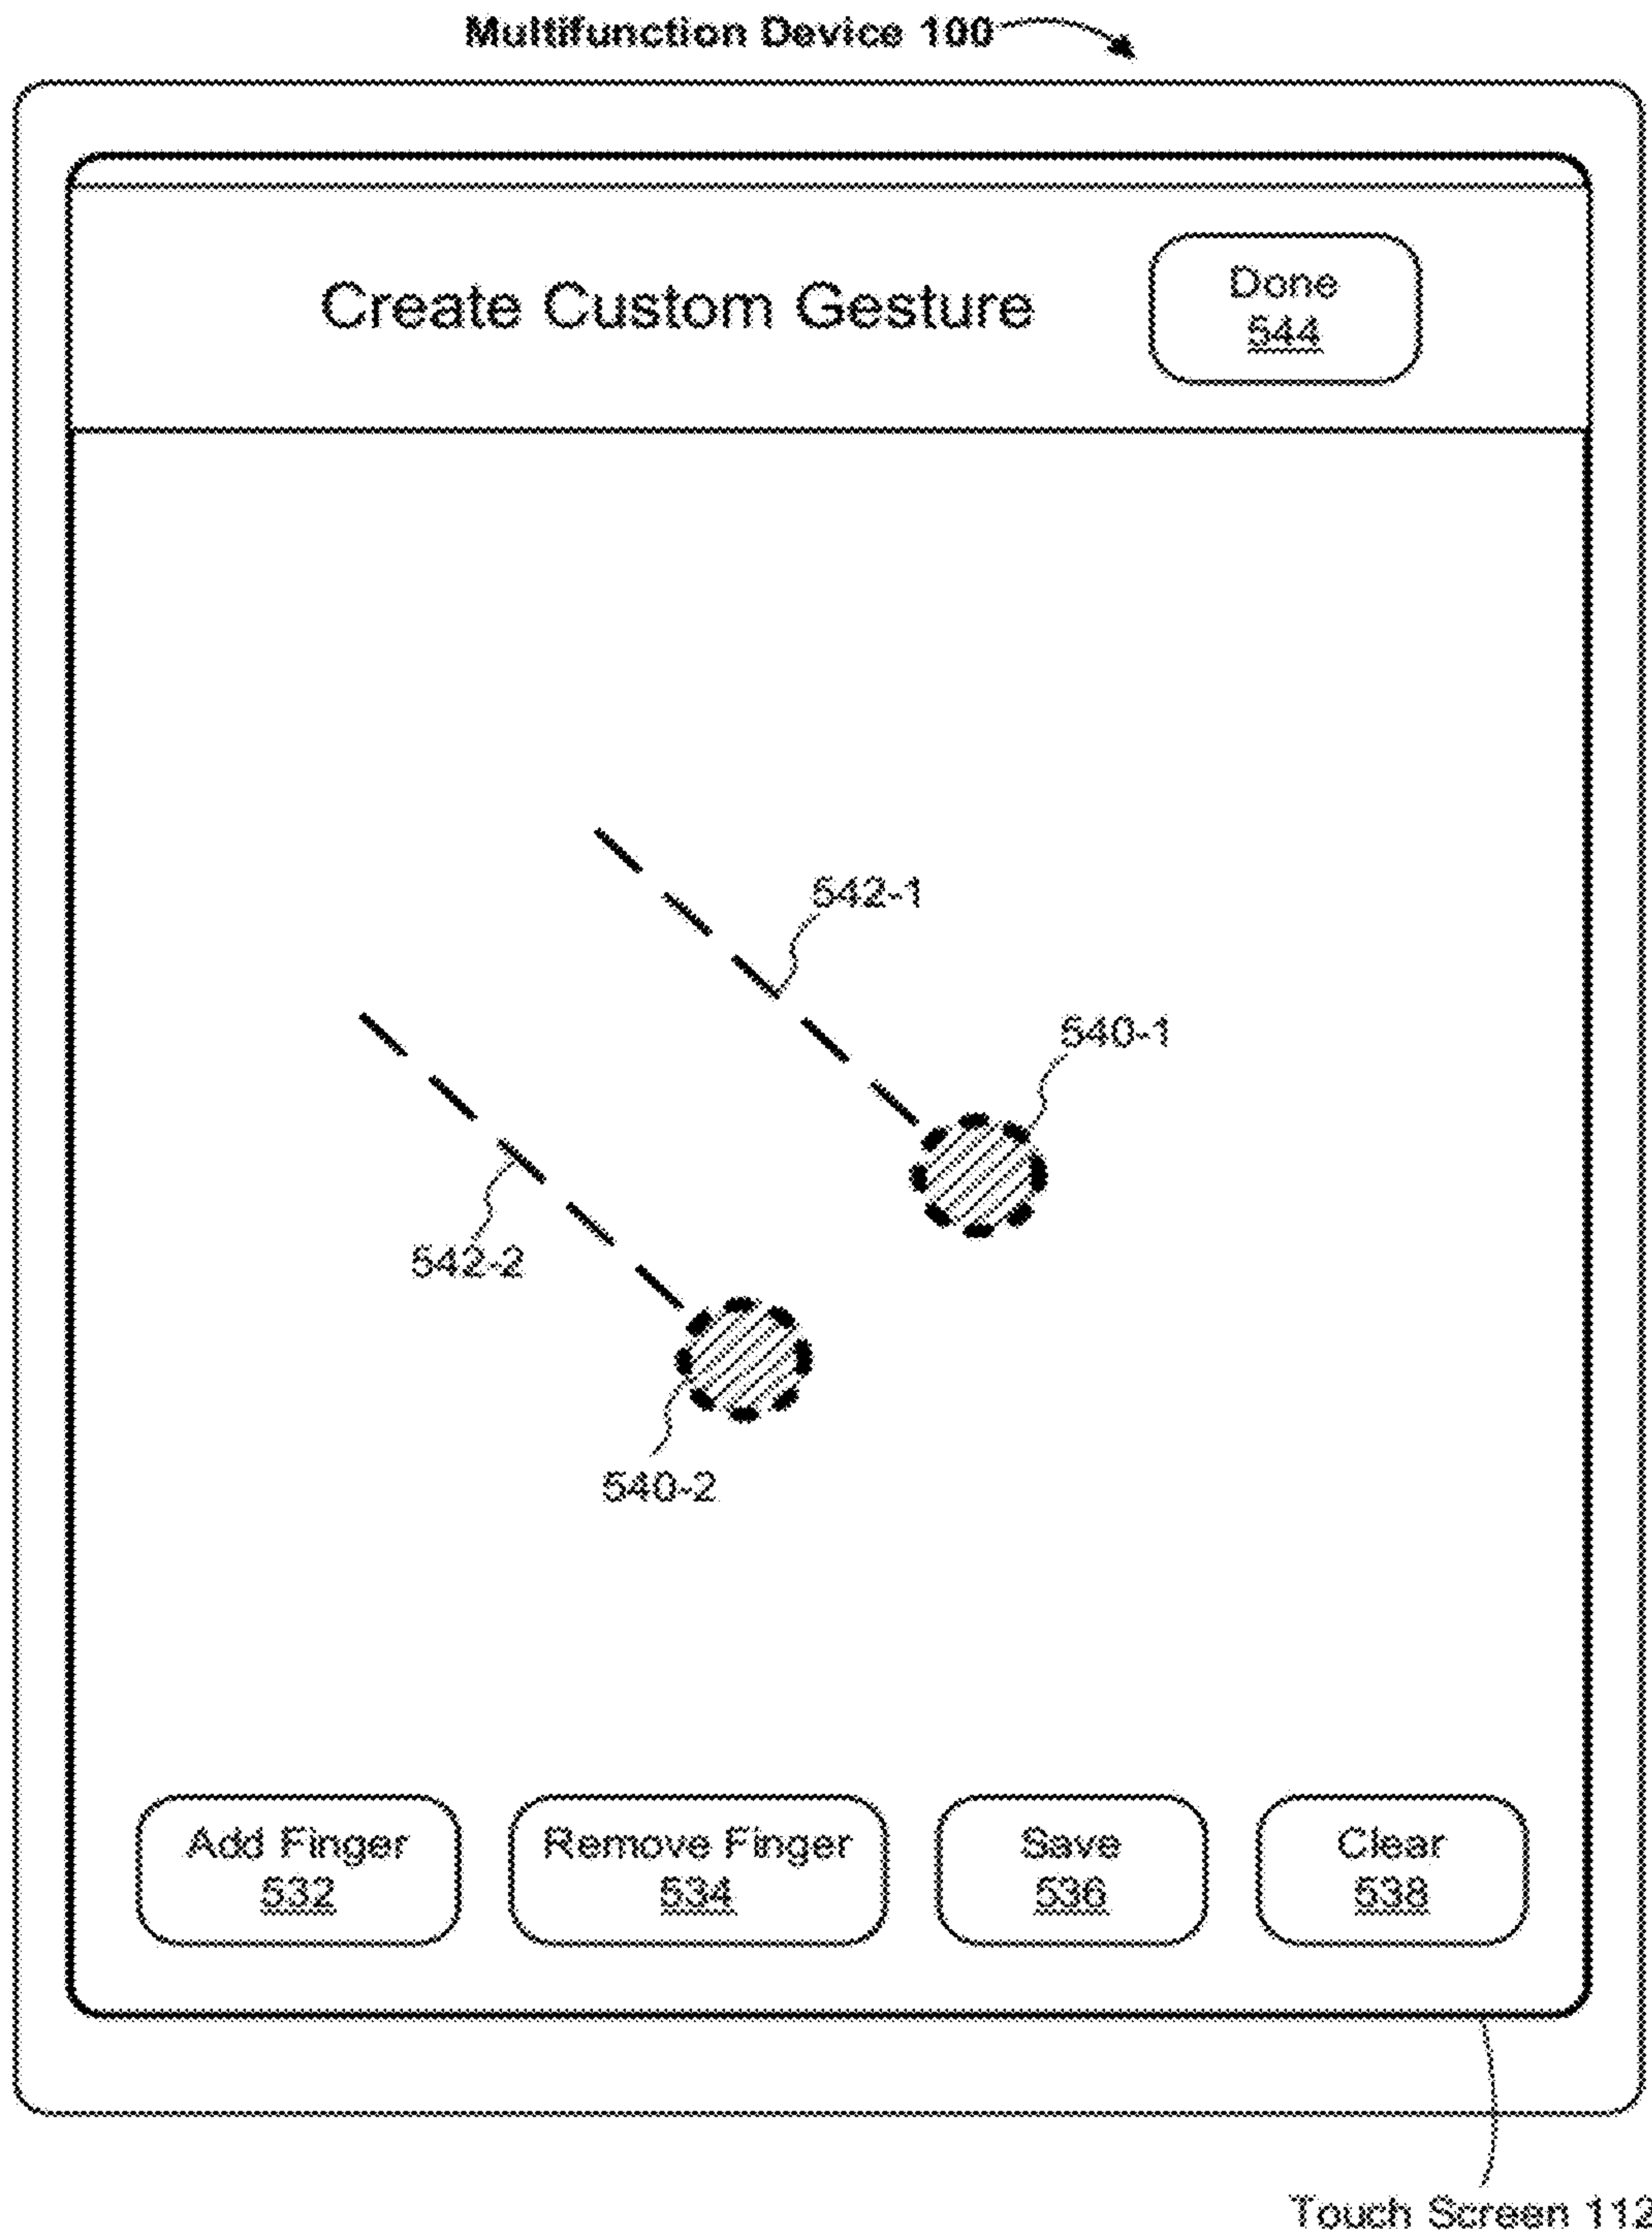 Multifunction Device 100
Create Custom Gesture
Done
544
542-1
540-1
542-2
540-2
Add Finger
532
Remove Finger
534
Save
536
Clear
538
Touch Screen 112